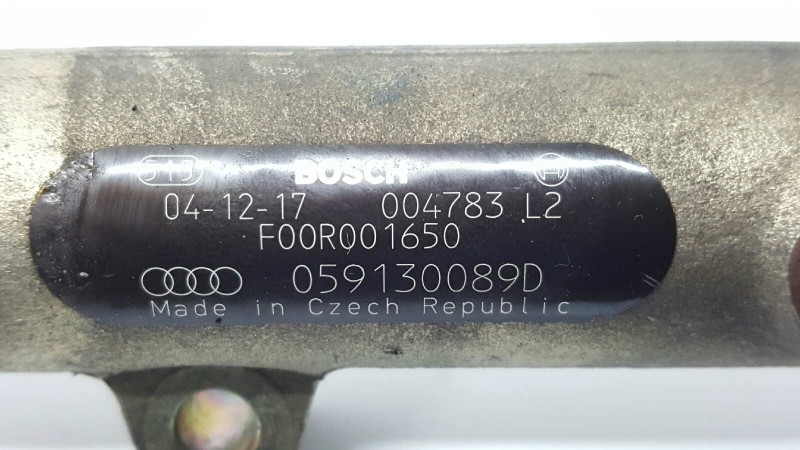 BOSCH
04-12-17 004783 L2
F00R001650
059130089D
Made in Czech Republic